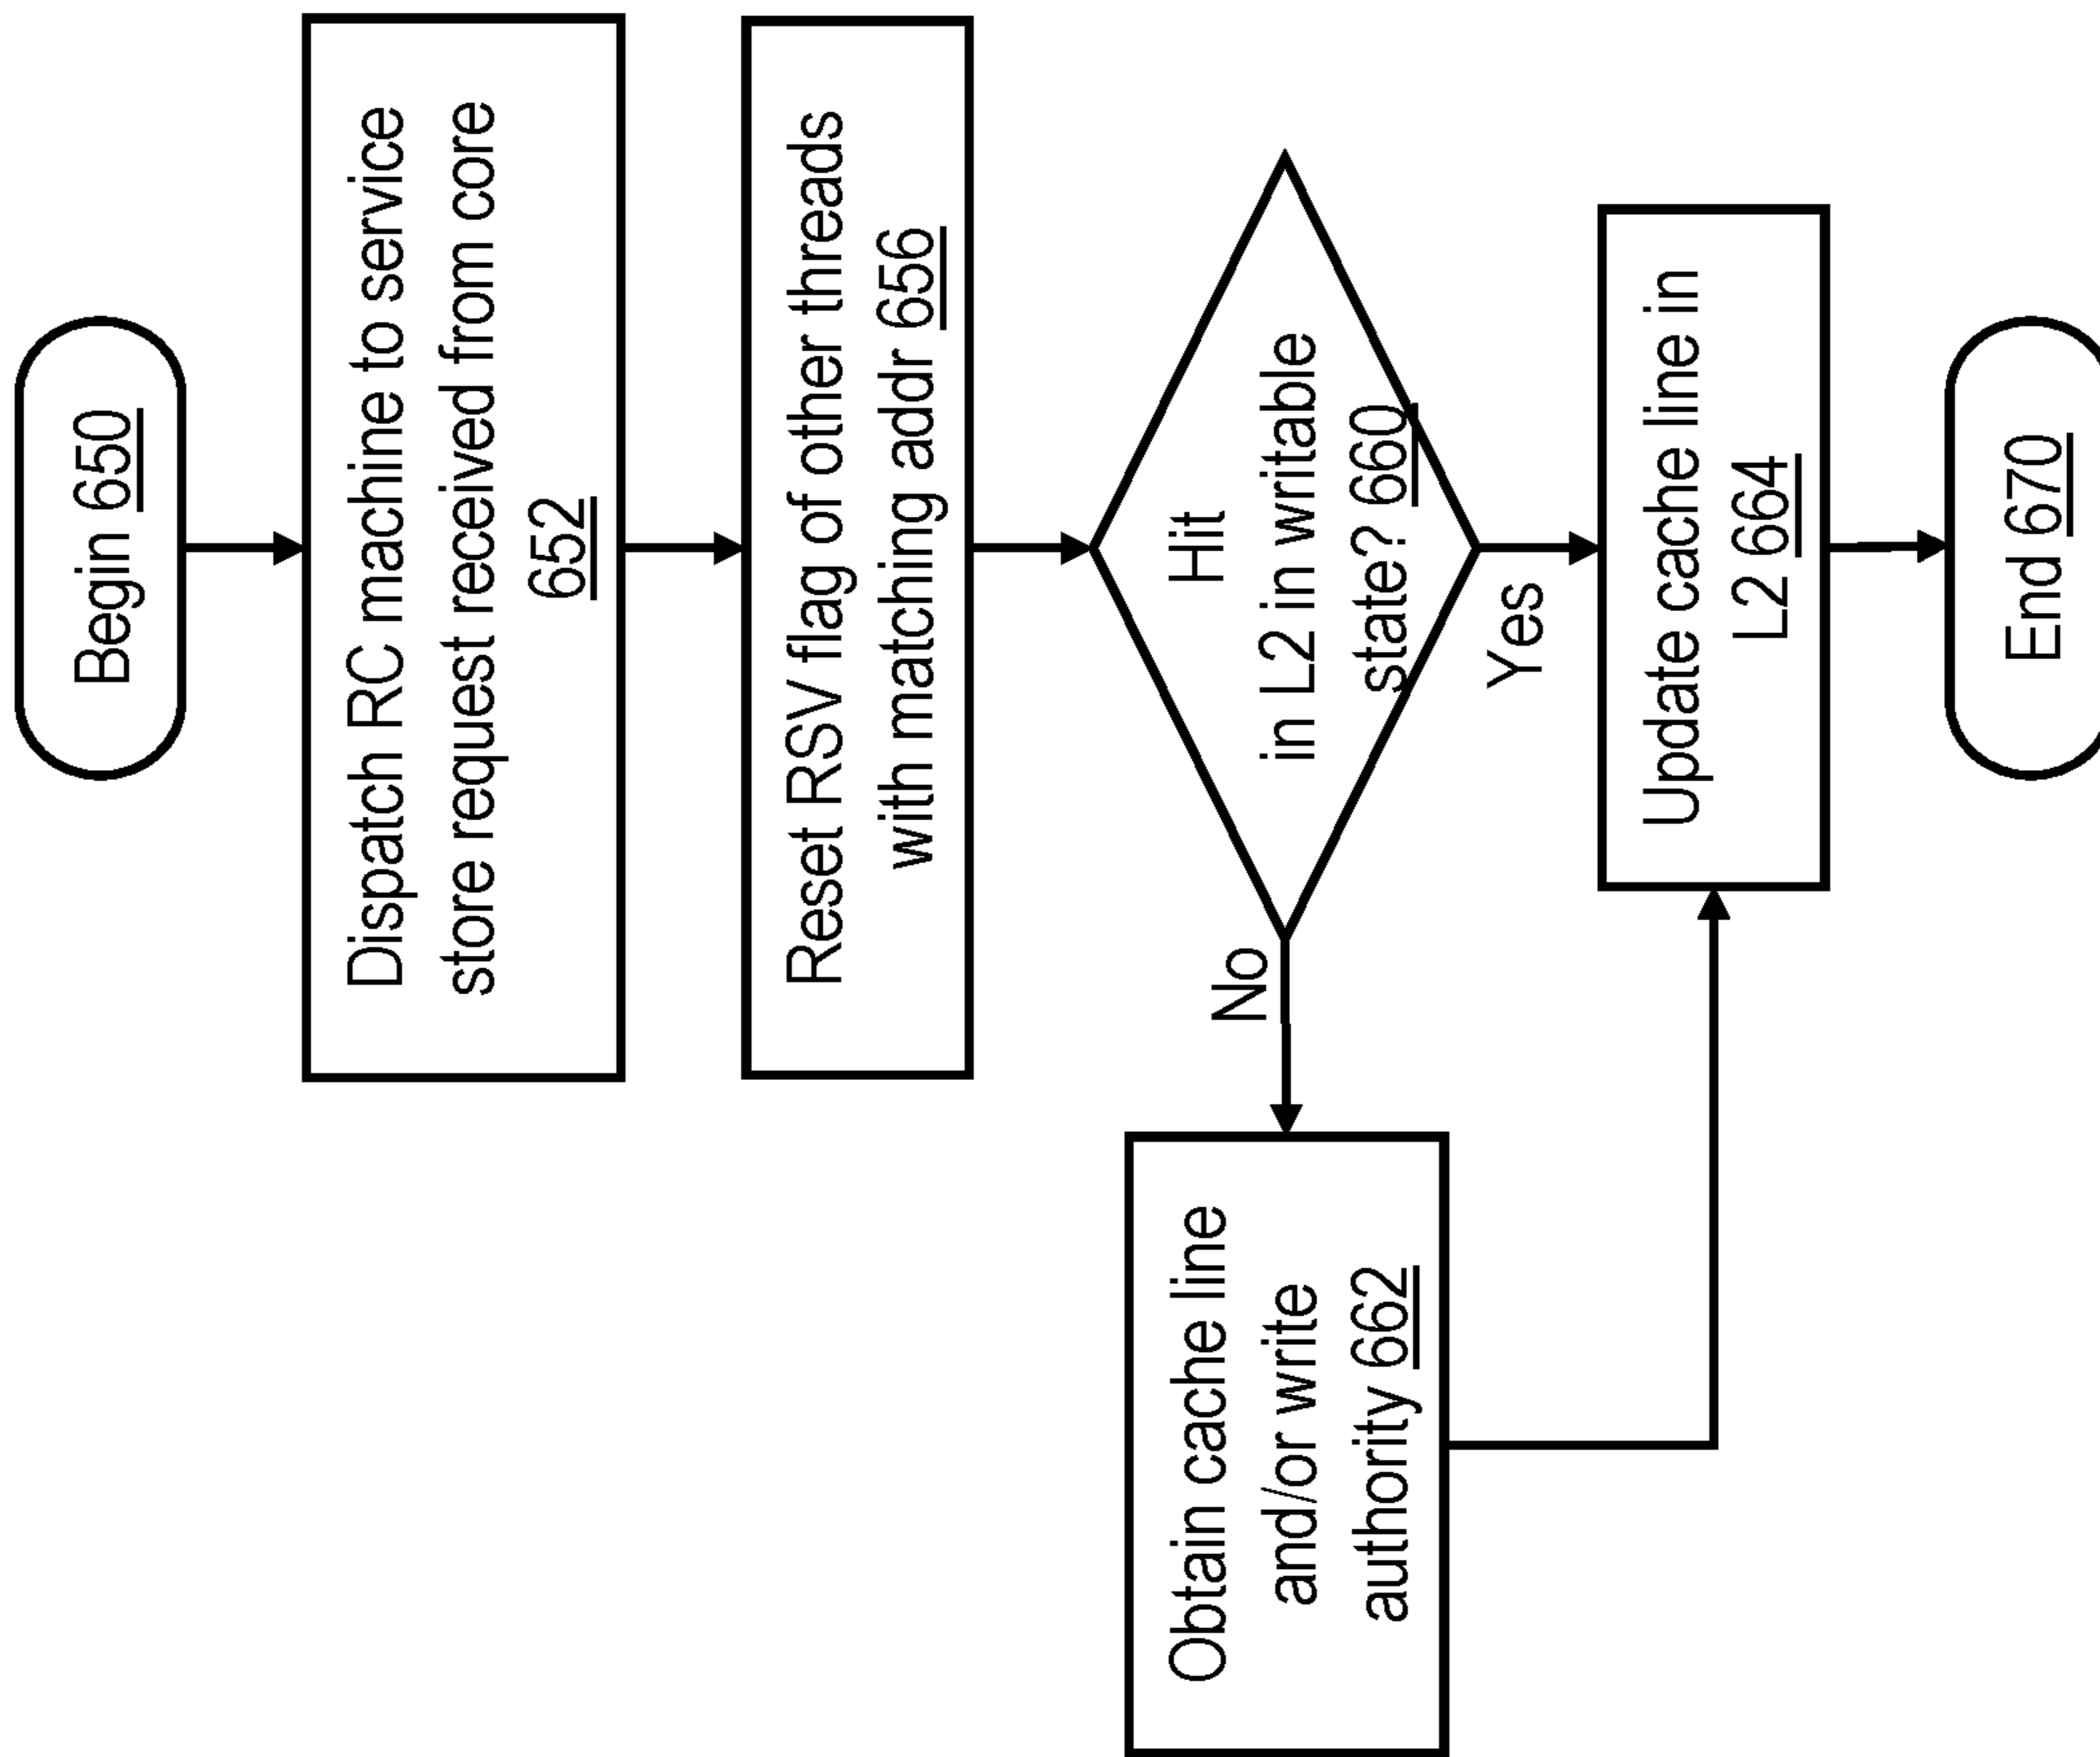 Begin 650
Dispatch RC machine to service
store request received from core
652
Reset RSV flag of other threads
with matching addr 656
Hit
in L2 in writable
state? 660
No
Yes
Obtain cache line
and/or write
authority 662
Update cache line in
L2 664
End 670